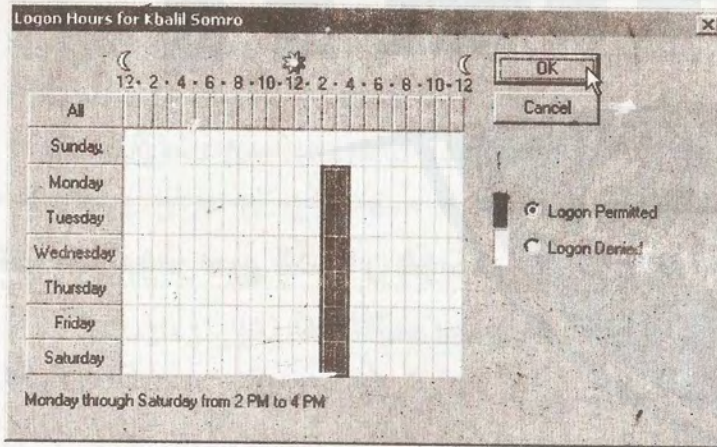 Logon Hours for Kbalil Somro
12 · 2 · 4 · 6 · 8 · 10 · 12 · 2 · 4 · 6 · 8 · 10 · 12
OK
Cancel
All
Sunday
Monday
Tuesday
Wednesday
Thursday
Friday
Saturday
Logon Permitted
Logon Denied
Monday through Saturday from 2 PM to 4 PM